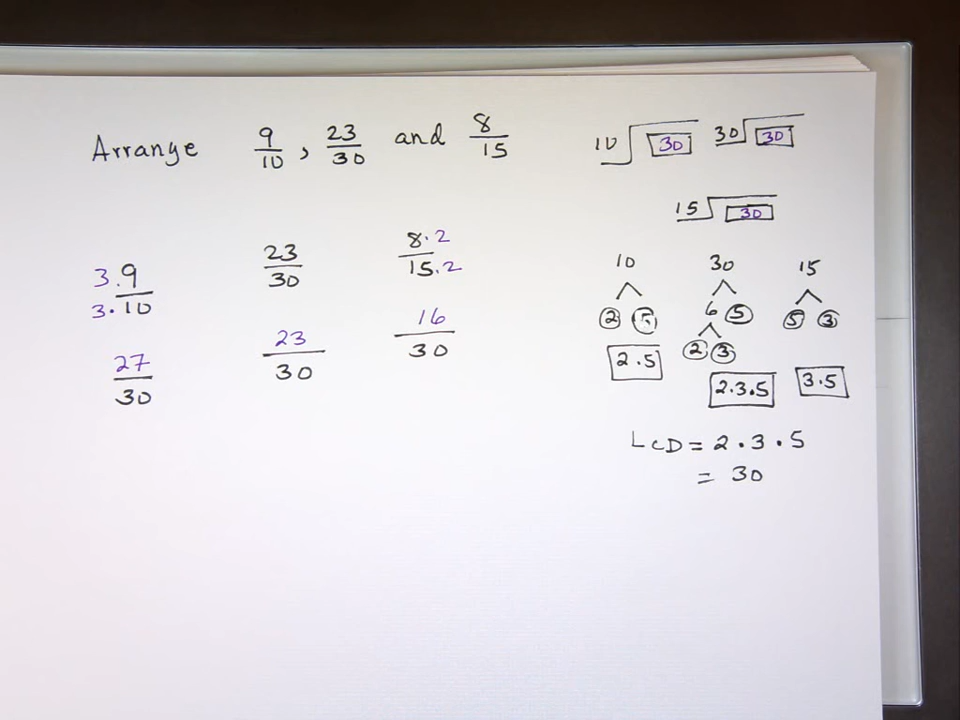 Arrange 9/10 , 23/30 and 8/15
10 30
30 30
15 30
3.9/3.10 23/30 8.2/15.2
27/30 23/30 16/30
10 30 15
2 5 6 5 5 3
2 3
2.5 2.3.5 3.5
LCD = 2.3.5
= 30